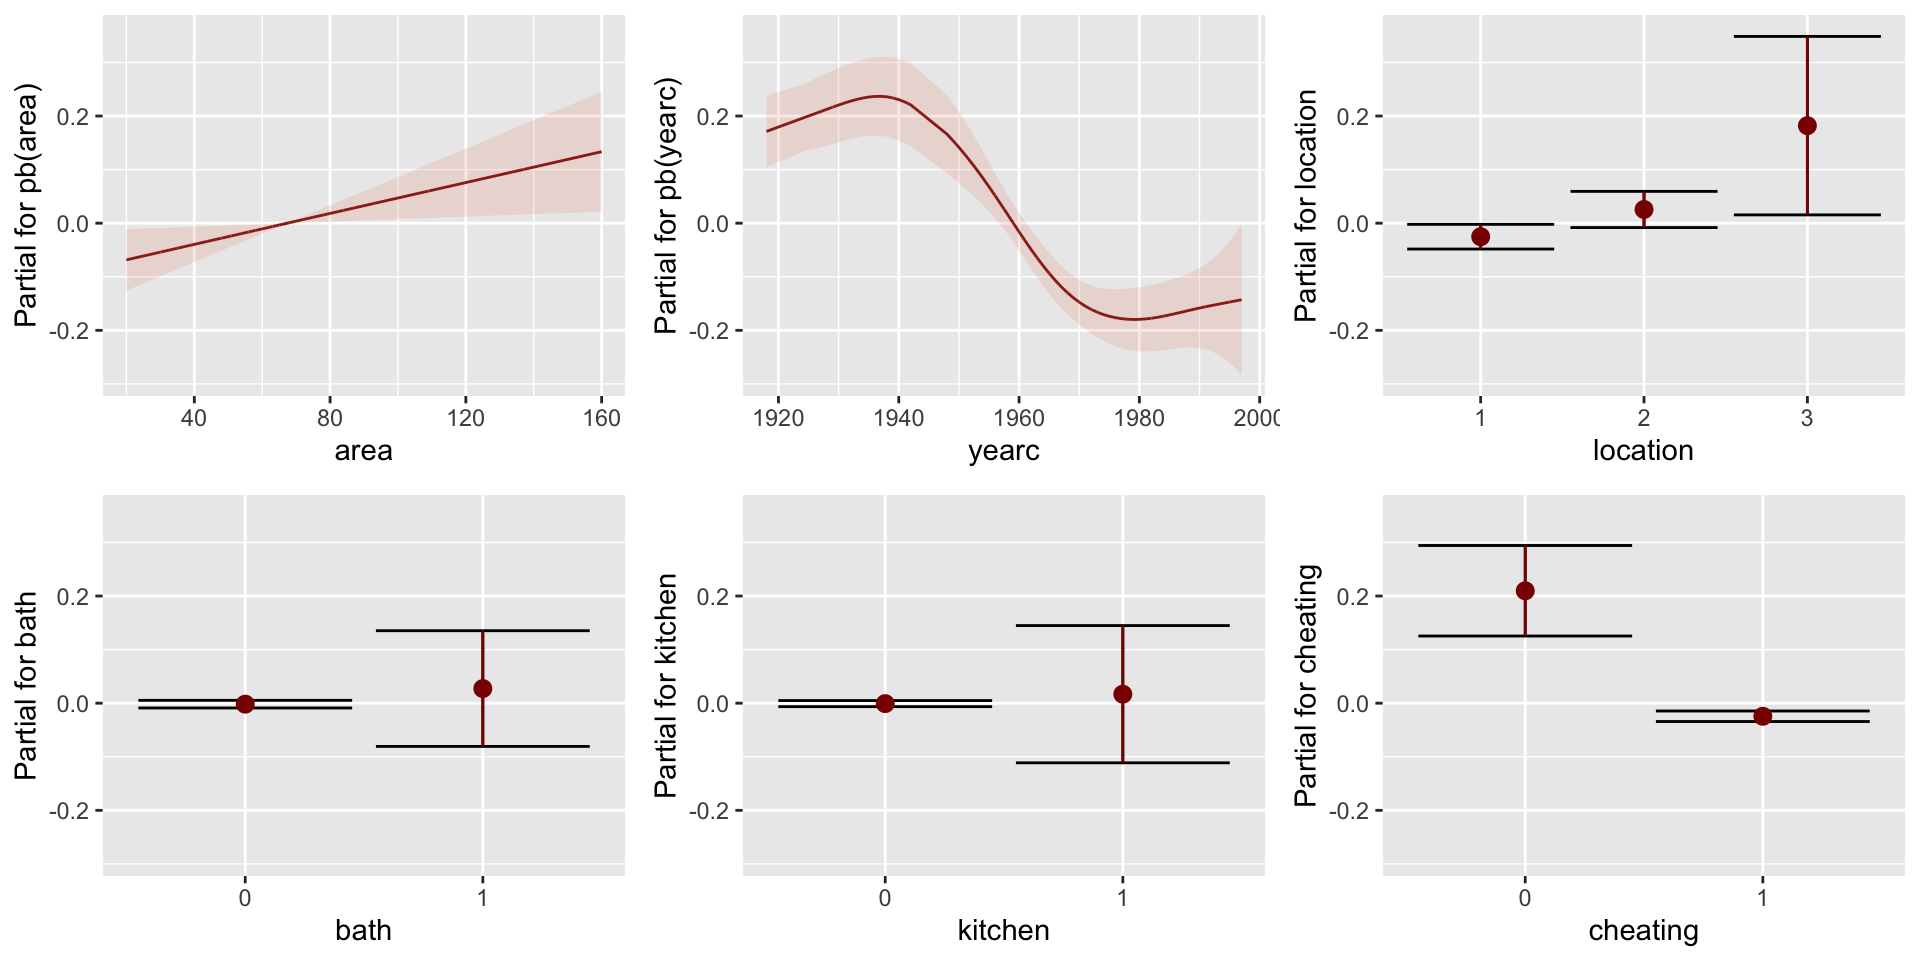 Partial for pb(area)
0.2
0.0
-0.2
40 80 120 160
area
Partial for pb(yearc)
0.2
0.0
-0.2
1920 1940 1960 1980 2000
yearc
Partial for location
0.2
0.0
-0.2
1 2 3
location
Partial for bath
0.2
0.0
-0.2
0 1
bath
Partial for kitchen
0.2
0.0
-0.2
0 1
kitchen
Partial for cheating
0.2
0.0
-0.2
0 1
cheating